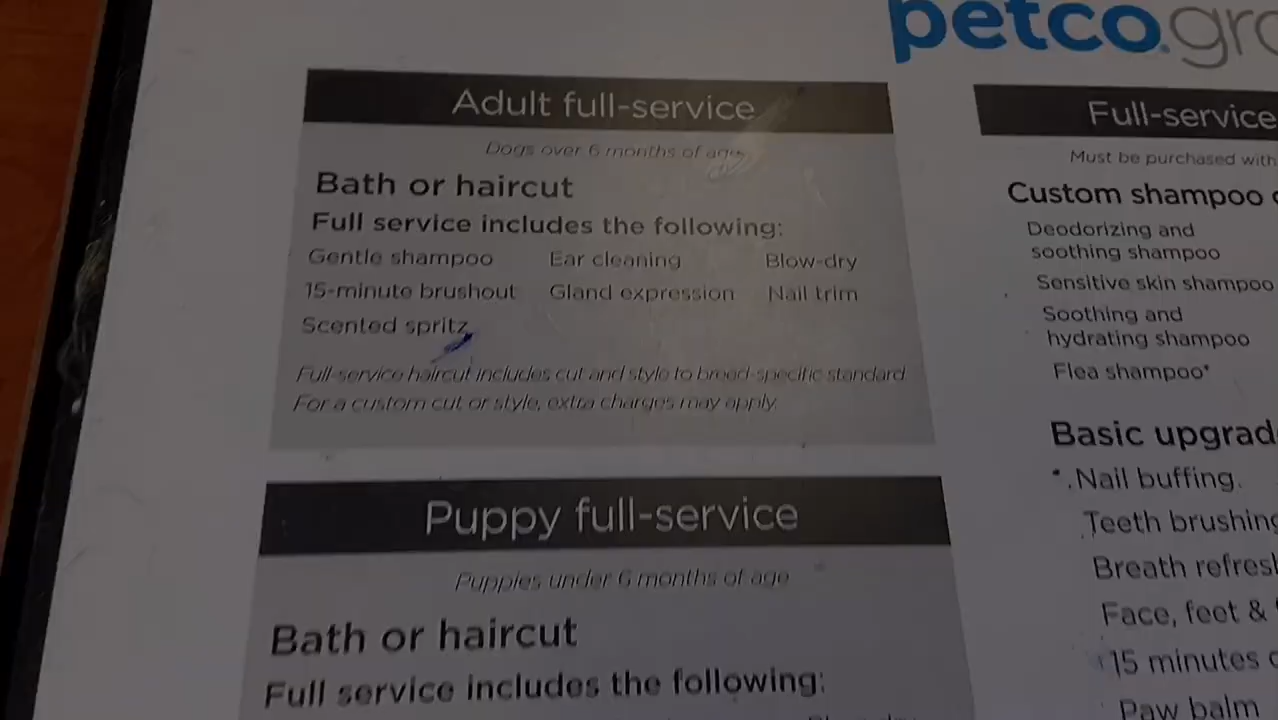 petco.gro
Adult full-service
Dogs over 6 months of age
Bath or haircut
Full service includes the following:
Gentle shampoo Ear cleaning Blow-dry
15-minute brushout Gland expression Nail trim
Scented spritz
Full-service haircut includes cut and style to breed-specific standard
For a custom cut or style, extra charges may apply.
Puppy full-service
Puppies under 6 months of age
Bath or haircut
Full service includes the following:
Full-service
Must be purchased with
Custom shampoo
Deodorizing and
soothing shampoo
Sensitive skin shampoo
Soothing and
hydrating shampoo
Flea shampoo*
Basic upgrad
Nail buffing.
Teeth brushing
Breath refresh
Face, feet &
15 minutes
Paw balm